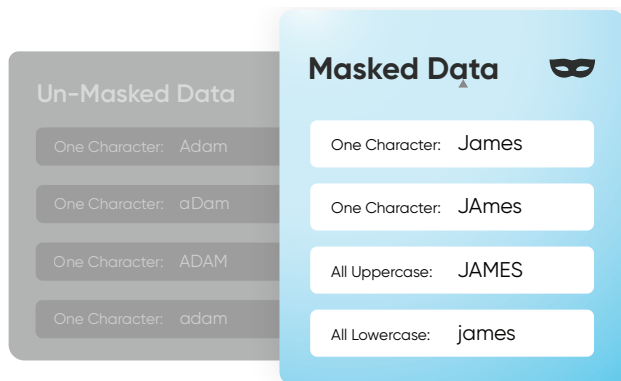 Un-Masked Data
One Character: Adam
One Character: aDam
One Character: ADAM
One Character: adam
Masked Data
One Character: James
One Character: JAmes
All Uppercase: JAMES
All Lowercase: james